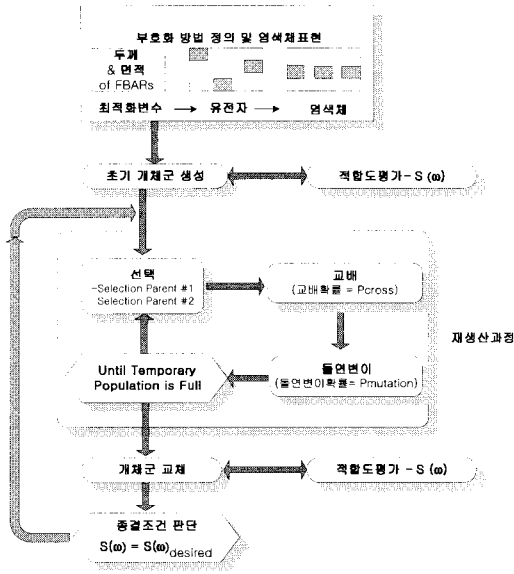 부호화 방법 정의 및 염색체표현
두께
& 면적
of FBARs
최적화변수
유전자
염색체
초기 개체군 생성
적합도평가 - S (ω)
선택
-Selection Parent #1
Selection Parent #2
교배
(교배확률 = Pcross)
재생산과정
돌연변이
(돌연변이확률= Pmutation)
Until Temporary
Population is Full
개체군 교체
적합도평가 - S (ω)
종결조건 판단
S(ω) = S(ω)desired